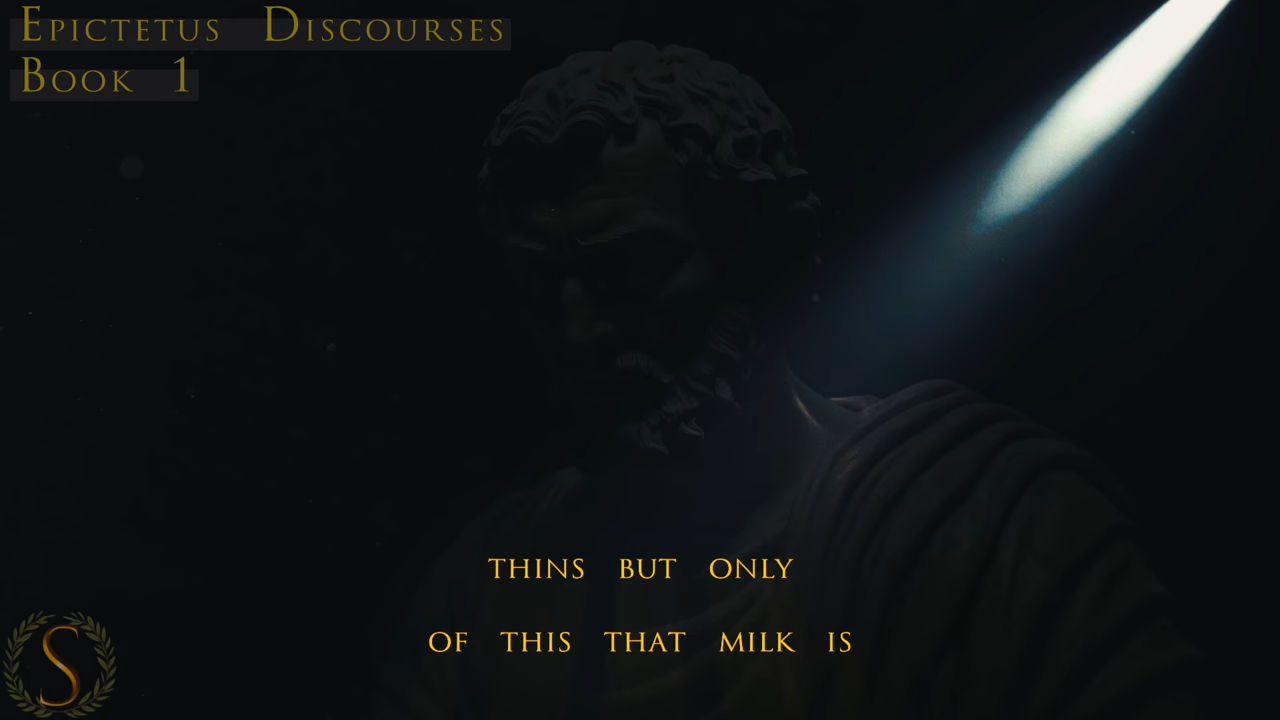 Epictetus Discourses
Book 1
THINS BUT ONLY
OF THIS THAT MILK IS
S